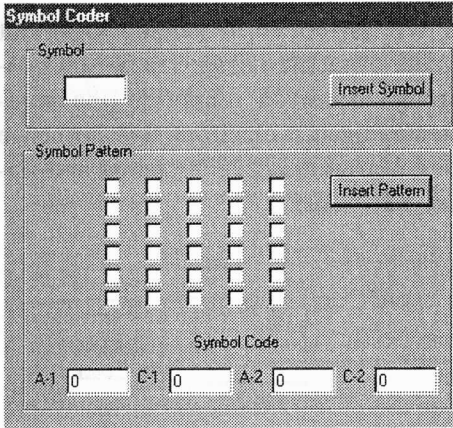 Symbol Coder
Symbol
Insert Symbol
Symbol Pattern
Insert Pattern
Symbol Code
A-1 0 C-1 0 A-2 0 C-2 0